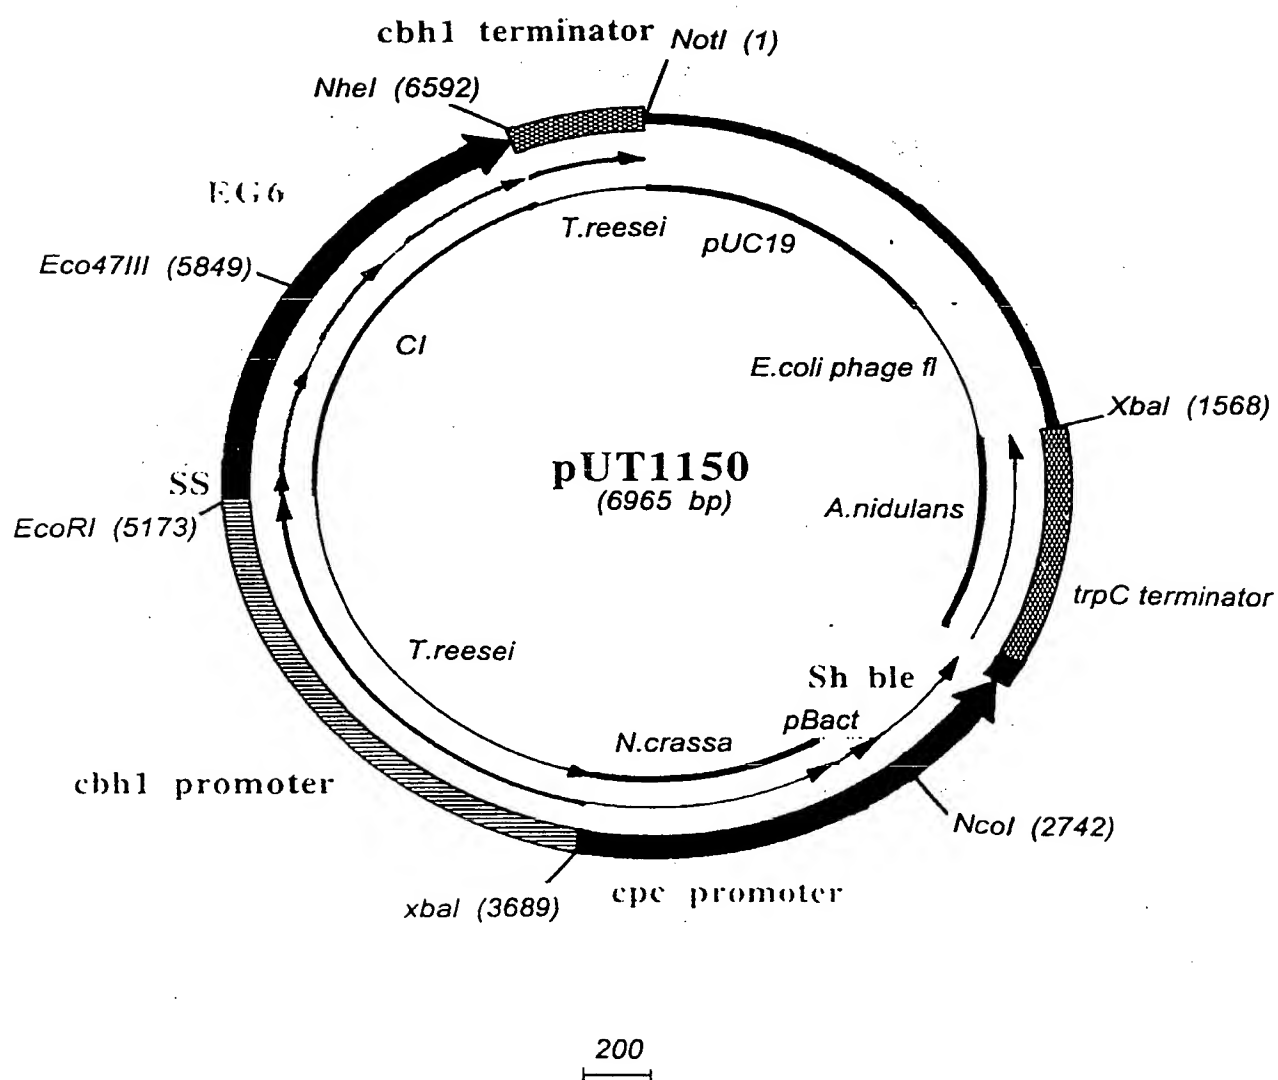 cbh1 terminator
NotI (1)
NheI (6592)
EG6
T.reesei
pUC19
Eco47III (5849)
CI
E.coli phage fl
XbaI (1568)
pUT1150
(6965 bp)
SS
EcoRI (5173)
A.nidulans
trpC terminator
T.reesei
Sh ble
pBact
N.crassa
cbh1 promoter
NcoI (2742)
xbaI (3689)
cpc promoter
200